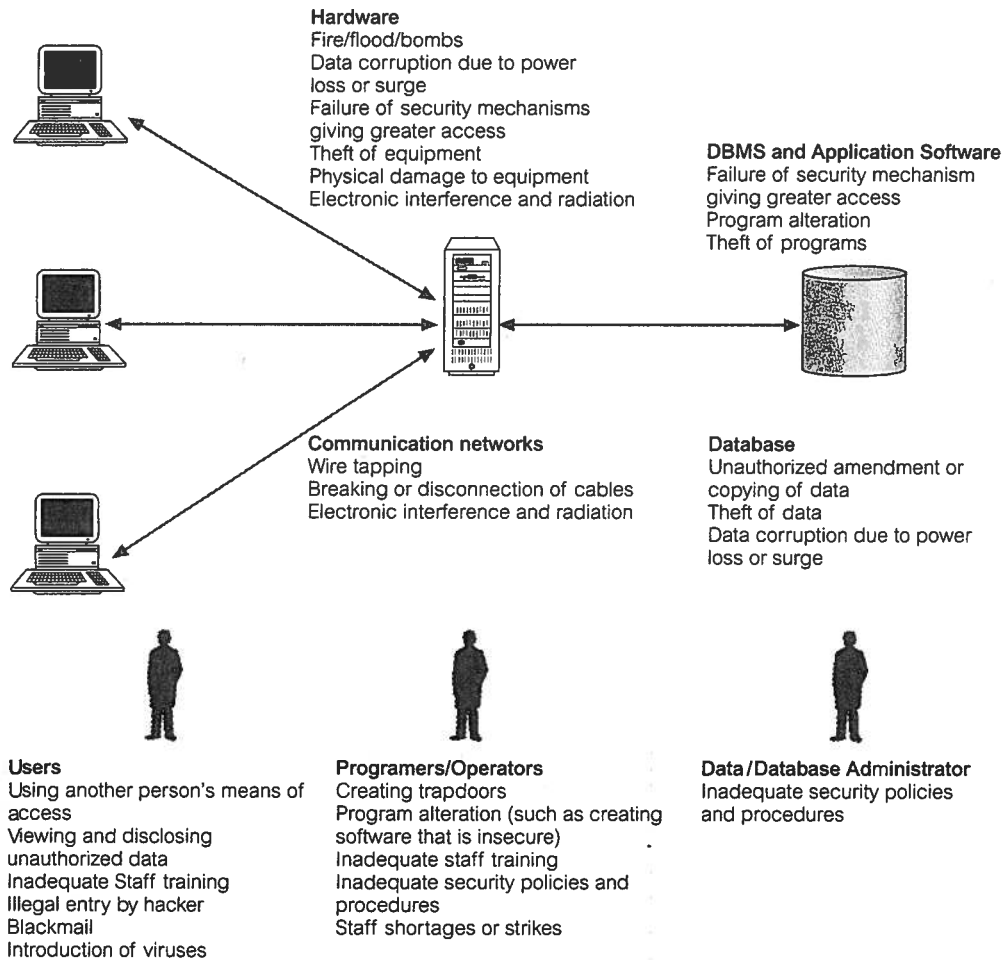 Hardware
Fire/flood/bombs
Data corruption due to power
loss or surge
Failure of security mechanisms
giving greater access
Theft of equipment
Physical damage to equipment
Electronic interference and radiation
DBMS and Application Software
Failure of security mechanism
giving greater access
Program alteration
Theft of programs
Communication networks
Wire tapping
Breaking or disconnection of cables
Electronic interference and radiation
Database
Unauthorized amendment or
copying of data
Theft of data
Data corruption due to power
loss or surge
Users
Using another person's means of
access
Viewing and disclosing
unauthorized data
Inadequate Staff training
Illegal entry by hacker
Blackmail
Introduction of viruses
Programers/Operators
Creating trapdoors
Program alteration (such as creating
software that is insecure)
Inadequate staff training
Inadequate security policies and
procedures
Staff shortages or strikes
Data/Database Administrator
Inadequate security policies
and procedures